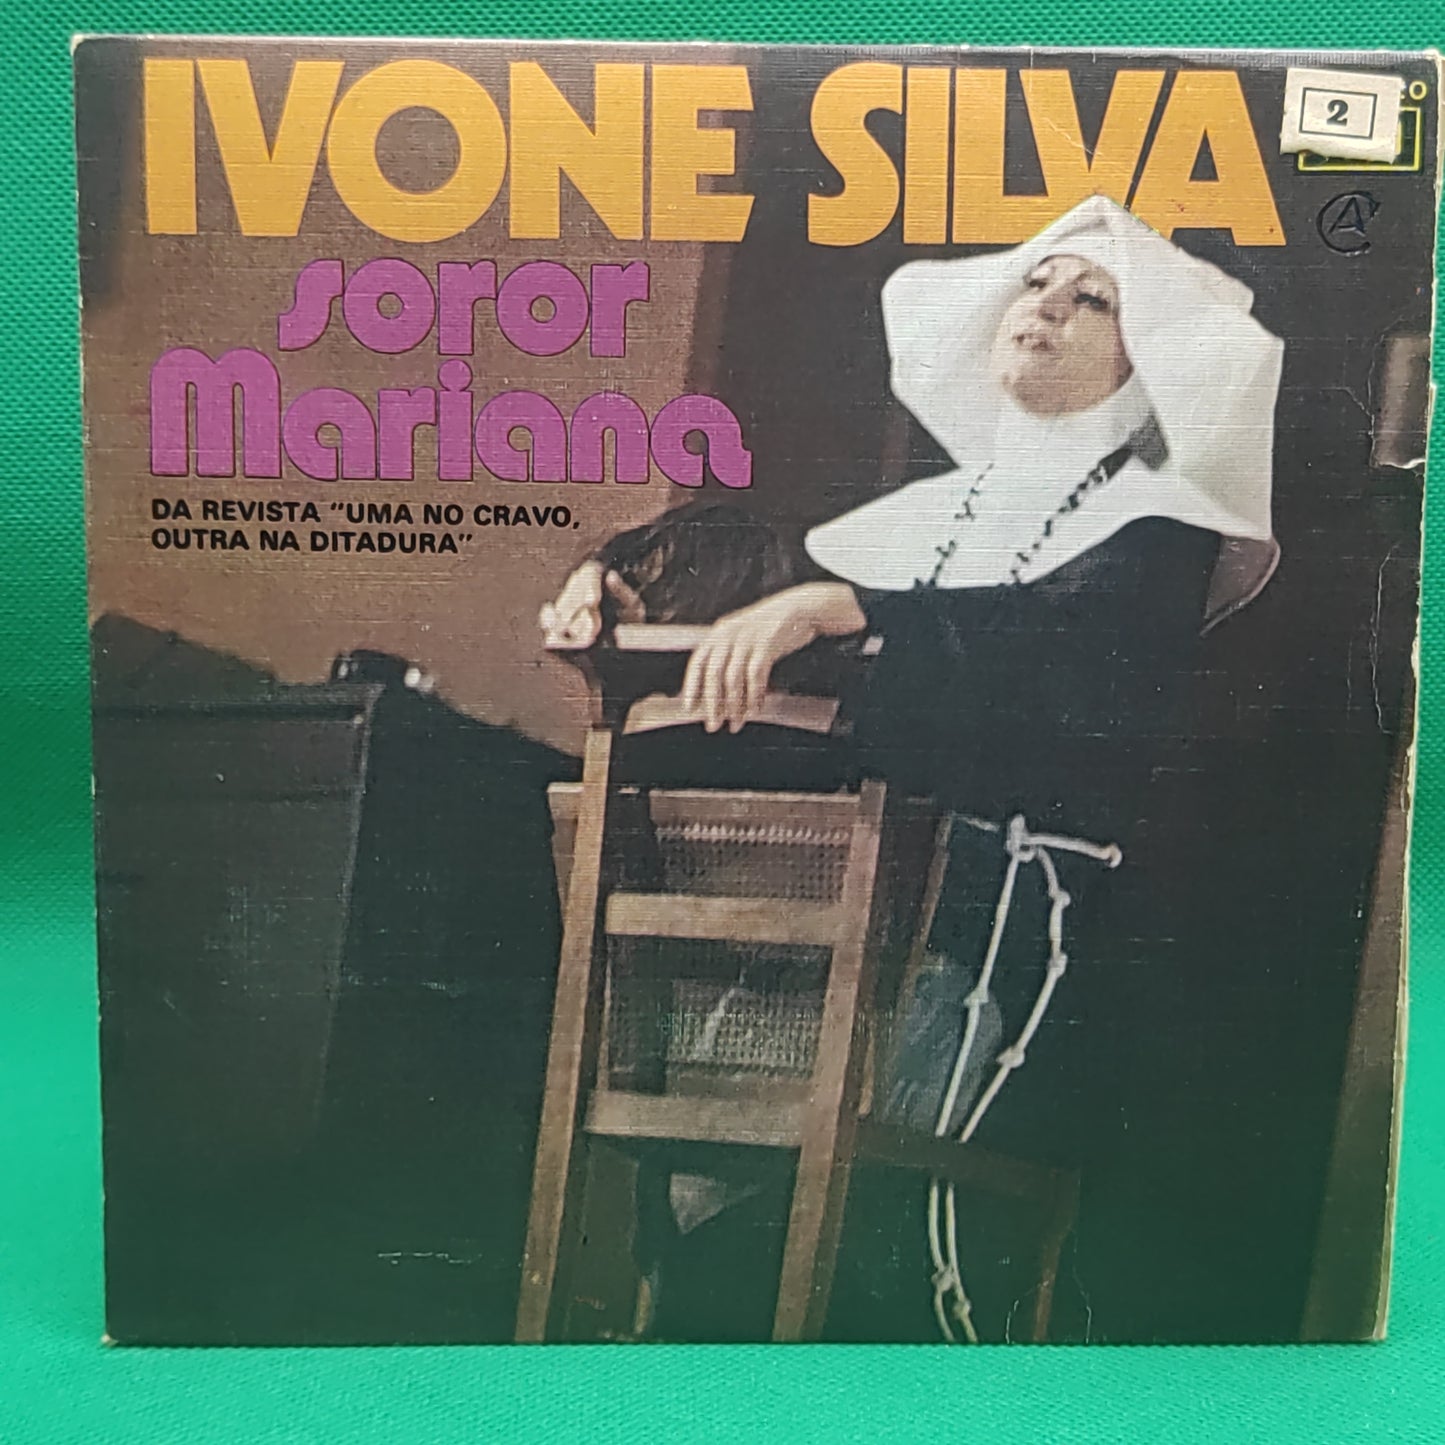 IVONE SILVA
2
soror
Mariana
DA REVISTA "UMA NO CRAVO,
OUTRA NA DITADURA"